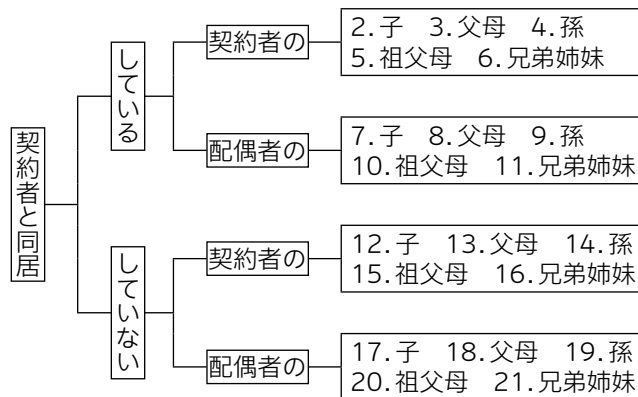 契約者と同居
している
契約者の
2.子 3.父母 4.孫
5.祖父母 6.兄弟姉妹
配偶者の
7.子 8.父母 9.孫
10.祖父母 11.兄弟姉妹
していない
契約者の
12.子 13.父母 14.孫
15.祖父母 16.兄弟姉妹
配偶者の
17.子 18.父母 19.孫
20.祖父母 21.兄弟姉妹